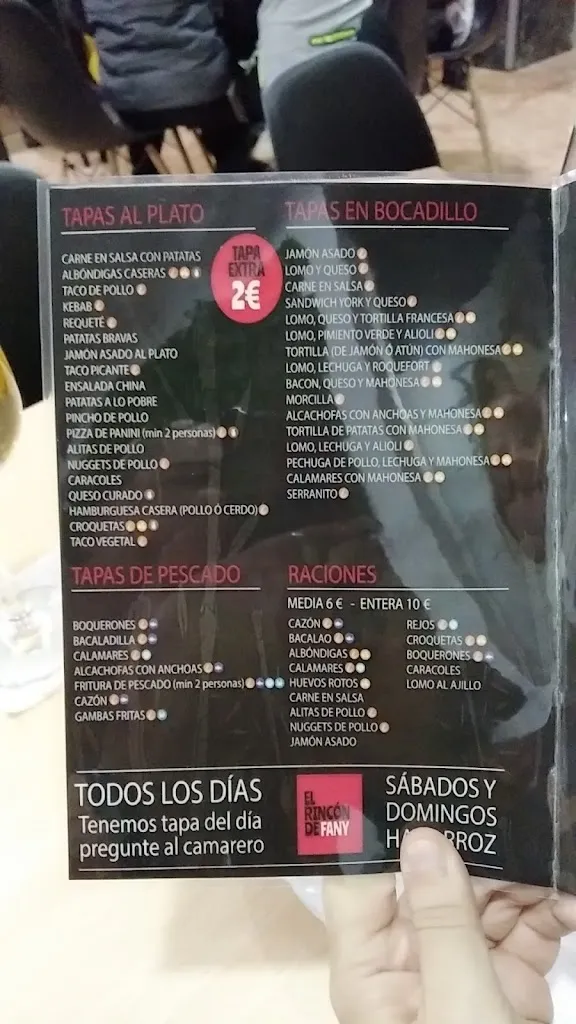 TAPAS AL PLATO
CARNE EN SALSA CON PATATAS
ALBÓNDIGAS CASERAS
TACO DE POLLO
KEBAB
REQUETÉ
PATATAS BRAVAS
JAMÓN ASADO AL PLATO
TACO PICANTE
ENSALADA CHINA
PATATAS A LO POBRE
PINCHO DE POLLO
PIZZA DE PANINI (min 2 personas)
ALITAS DE POLLO
NUGGETS DE POLLO
CARACOLES
QUESO CURADO
HAMBURGUESA CASERA (POLLO Ó CERDO)
CROQUETAS
TACO VEGETAL
TAPA
EXTRA
2€
TAPAS EN BOCADILLO
JAMÓN ASADO
LOMO Y QUESO
CARNE EN SALSA
SANDWICH YORK Y QUESO
LOMO, QUESO Y TORTILLA FRANCESA
LOMO, PIMIENTO VERDE Y ALIOLI
TORTILLA (DE JAMÓN Ó ATÚN) CON MAHONESA
LOMO, LECHUGA Y ROQUEFORT
BACON, QUESO Y MAHONESA
MORCILLA
ALCACHOFAS CON ANCHOAS Y MAHONESA
TORTILLA DE PATATAS CON MAHONESA
LOMO, LECHUGA Y ALIOLI
PECHUGA DE POLLO, LECHUGA Y MAHONESA
CALAMARES CON MAHONESA
SERRANITO
TAPAS DE PESCADO
BOQUERONES
BACALADILLA
CALAMARES
ALCACHOFAS CON ANCHOAS
FRITURA DE PESCADO (min 2 personas)
CAZÓN
GAMBAS FRITAS
RACIONES
MEDIA 6 € - ENTERA 10 €
CAZÓN
BACALAO
ALBÓNDIGAS
CALAMARES
HUEVOS ROTOS
CARNE EN SALSA
ALITAS DE POLLO
NUGGETS DE POLLO
JAMÓN ASADO
REJOS
CROQUETAS
BOQUERONES
CARACOLES
LOMO AL AJILLO
TODOS LOS DÍAS
Tenemos tapa del día
pregunte al camarero
EL
RINCÓN
DE FANY
SÁBADOS Y
DOMINGOS